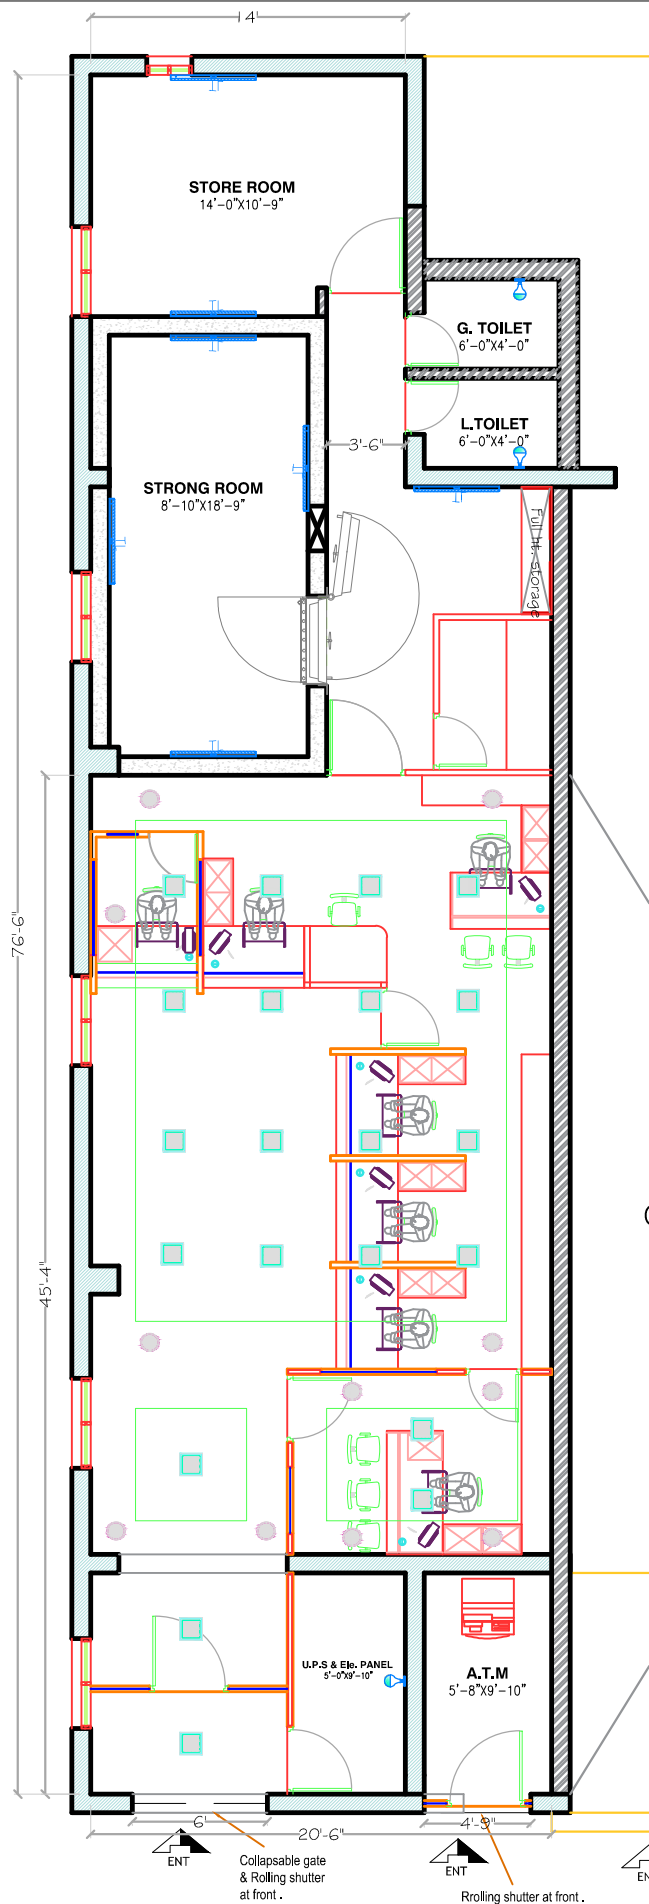 14'
STORE ROOM
14'-0"X10'-9"
G. TOILET
6'-0"X4'-0"
L.TOILET
6'-0"X4'-0"
3'-6"
STRONG ROOM
8'-10"X18'-9"
Full ht. storage
76'-6"
45'-4"
U.P.S & Ele. PANEL
5'-0"X9'-10"
A.T.M
5'-8"X9'-10"
6'
4'-9"
20'-6"
ENT
ENT
ENT
Collapsable gate
& Rolling shutter
at front .
Rrolling shutter at front .